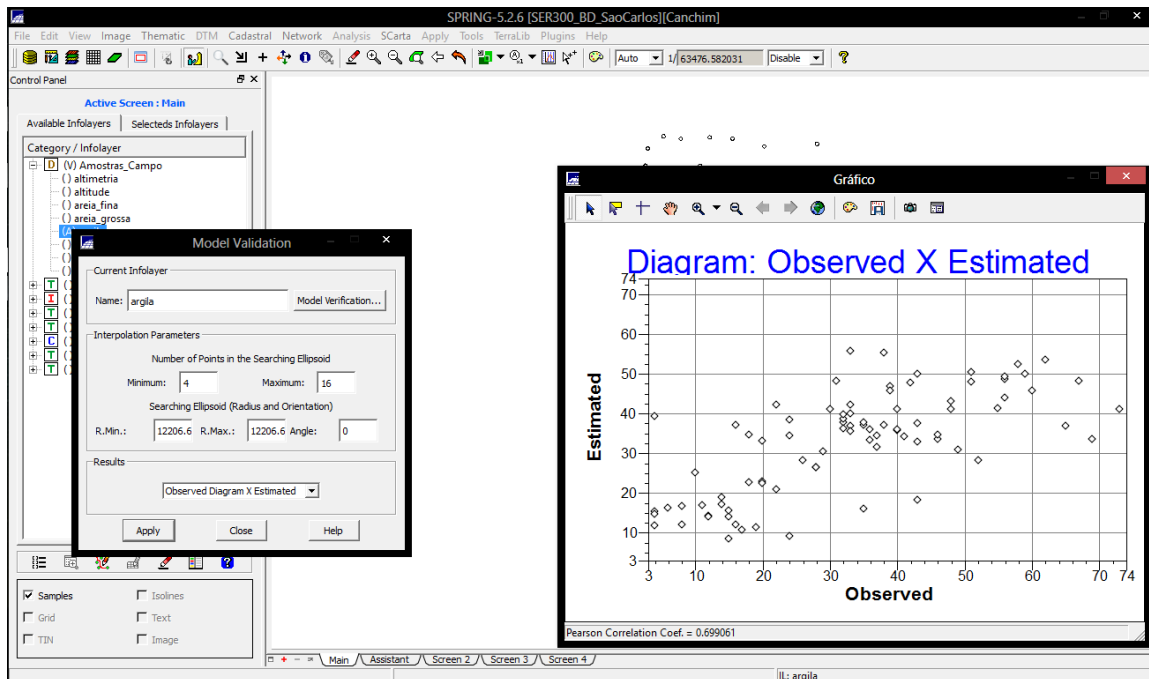 SPRING-5.2.6 [SER300_BD_SaoCarlos][Canchim]
File Edit View Image Thematic DTM Cadastral Network Analysis SCarta Apply Tools TerraLib Plugins Help
Auto 1/ 63476.582031 Disable
Control Panel
Active Screen : Main
Available Infolayers Selecteds Infolayers
Category / Infolayer
D (V) Amostras_Campo
() altimetria
() altitude
() areia_fina
() areia_grossa
Model Validation
Current Infolayer
Name: argila Model Verification...
Interpolation Parameters
Number of Points in the Searching Ellipsoid
Minimum: 4 Maximum: 16
Searching Ellipsoid (Radius and Orientation)
R.Min.: 12206.6 R.Max.: 12206.6 Angle: 0
Results
Observed Diagram X Estimated
Apply Close Help
T ()
I ()
T ()
T ()
C ()
T ()
T ()
Samples Isolines
Grid Text
TIN Image
Gráfico
Diagram: Observed X Estimated
74
70
60
50
40
30
20
10
3
Estimated
3 10 20 30 40 50 60 70 74
Observed
Pearson Correlation Coef. = 0.699061
Main Assistant Screen 2 Screen 3 Screen 4
IL: argila